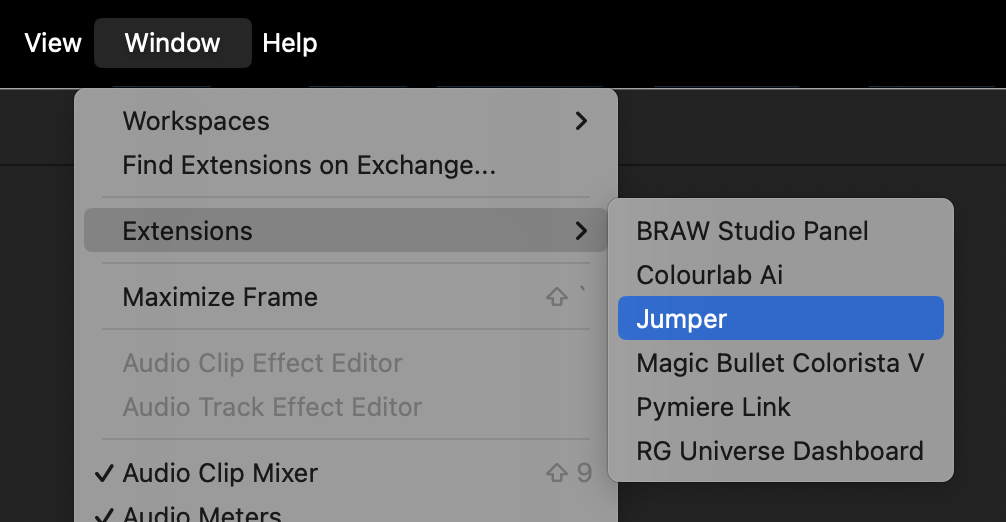 View Window Help
Workspaces
Find Extensions on Exchange...
Extensions
Maximize Frame ⇧ `
Audio Clip Effect Editor
Audio Track Effect Editor
✓ Audio Clip Mixer ⇧ 9
✓ Audio Meters
BRAW Studio Panel
Colourlab Ai
Jumper
Magic Bullet Colorista V
Pymiere Link
RG Universe Dashboard